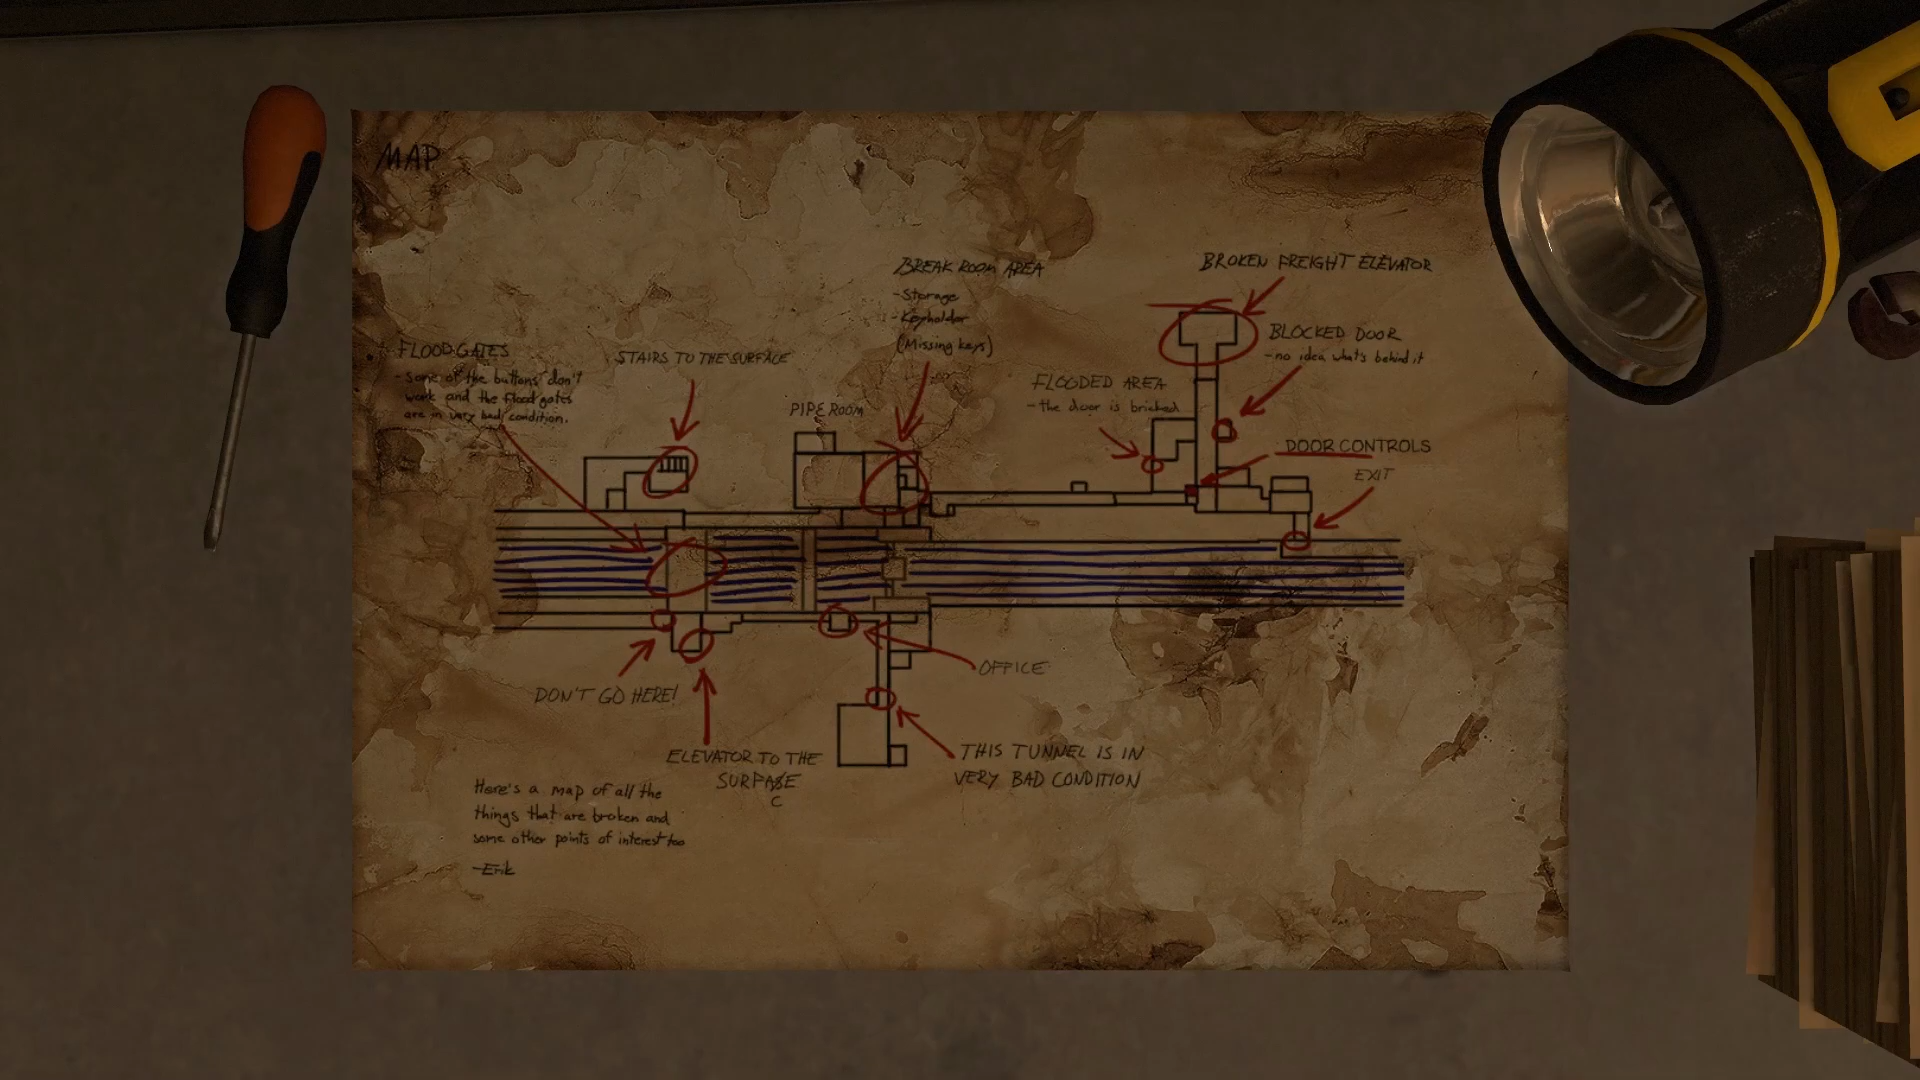 MAP
BREAK ROOM AREA
-Storage
-Keyholder
(Missing keys)
BROKEN FREIGHT ELEVATOR
BLOCKED DOOR
-no idea what's behind it
FLOODGATES
-Some of the buttons don't
work and the flood gates
are in very bad condition.
STAIRS TO THE SURFACE
PIPE ROOM
FLOODED AREA
-the door is bricked
DOOR CONTROLS
EXIT
OFFICE
DON'T GO HERE!
ELEVATOR TO THE
SURFASE
C
THIS TUNNEL IS IN
VERY BAD CONDITION
Here's a map of all the
things that are broken and
some other points of interest too
-Erik